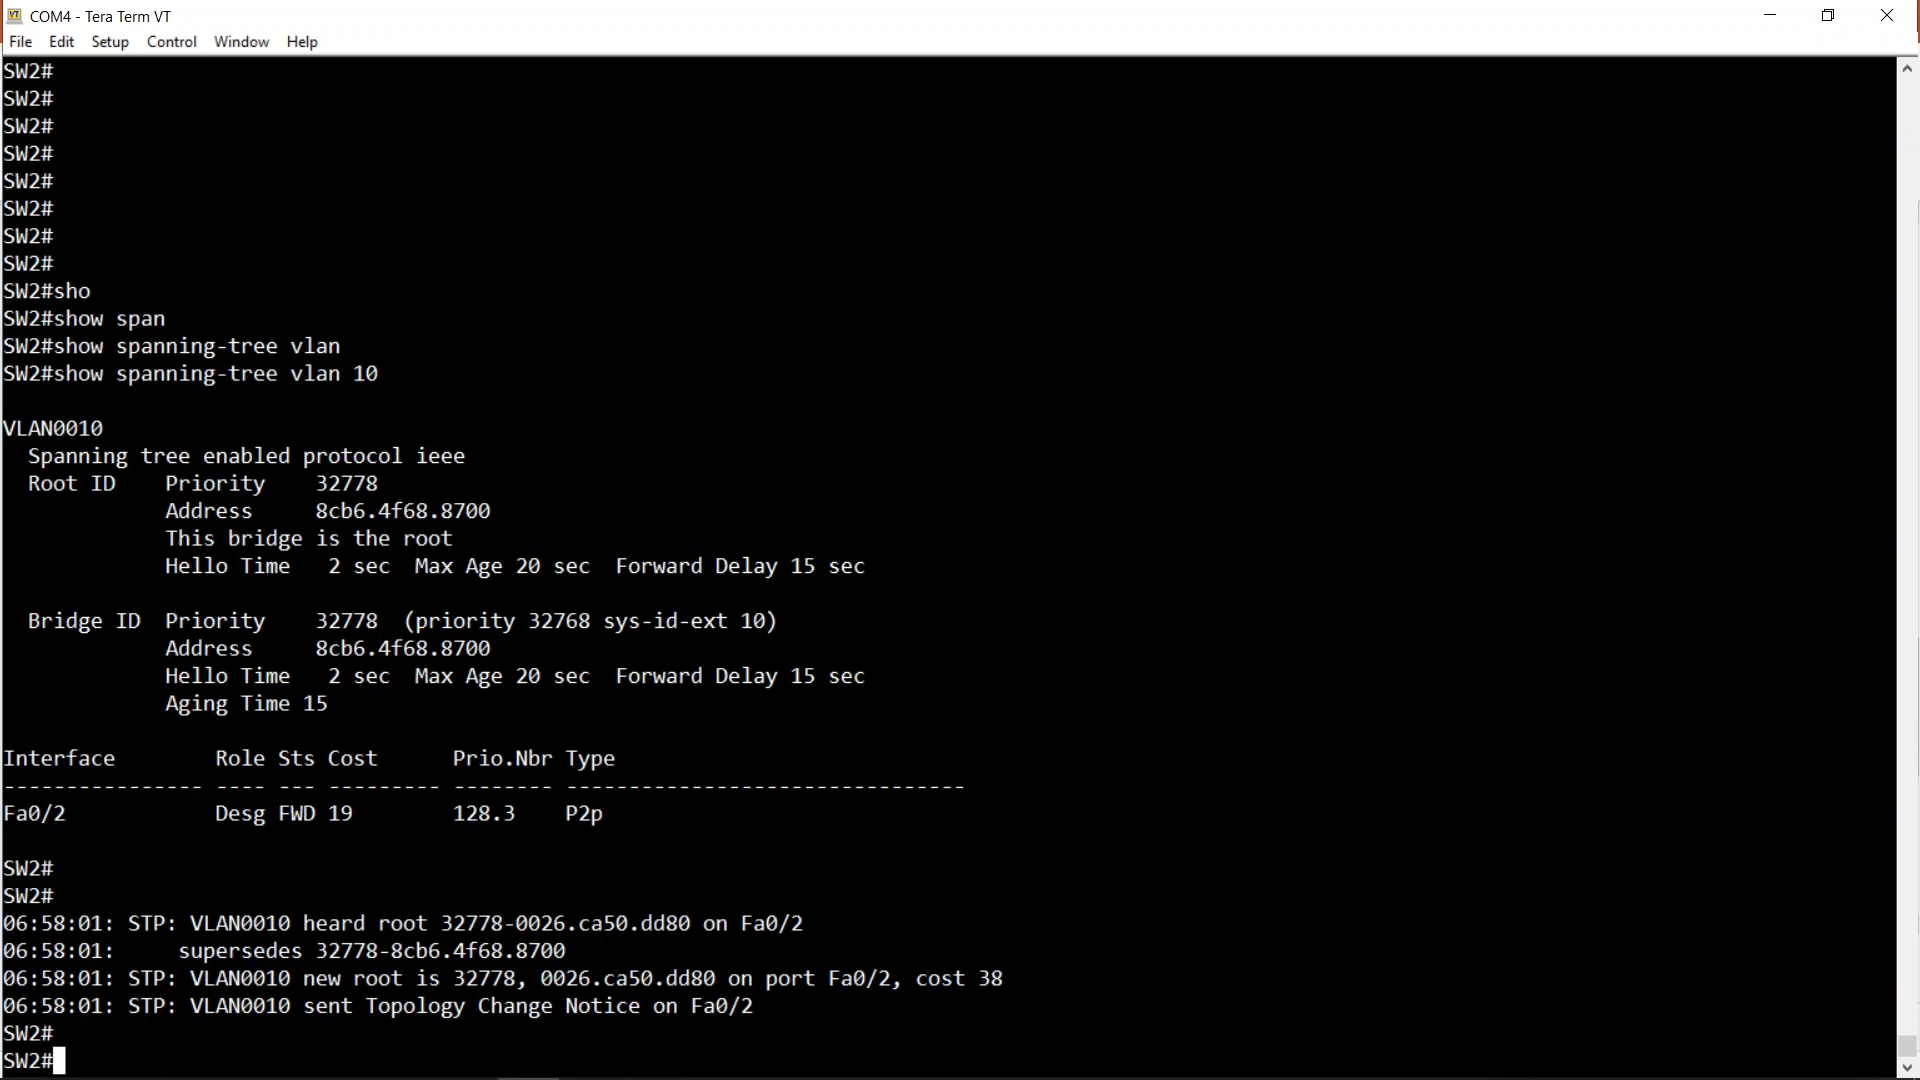 COM4 - Tera Term VT
File Edit Setup Control Window Help
SW2#
SW2#
SW2#
SW2#
SW2#
SW2#
SW2#
SW2#
SW2#sho
SW2#show span
SW2#show spanning-tree vlan
SW2#show spanning-tree vlan 10
VLAN0010
  Spanning tree enabled protocol ieee
  Root ID    Priority    32778
             Address     8cb6.4f68.8700
             This bridge is the root
             Hello Time   2 sec  Max Age 20 sec  Forward Delay 15 sec
  Bridge ID  Priority    32778  (priority 32768 sys-id-ext 10)
             Address     8cb6.4f68.8700
             Hello Time   2 sec  Max Age 20 sec  Forward Delay 15 sec
             Aging Time 15
Interface        Role Sts Cost      Prio.Nbr Type
---------------- ---- --- --------- -------- --------------------------------
Fa0/2            Desg FWD 19        128.3    P2p
SW2#
SW2#
06:58:01: STP: VLAN0010 heard root 32778-0026.ca50.dd80 on Fa0/2
06:58:01:     supersedes 32778-8cb6.4f68.8700
06:58:01: STP: VLAN0010 new root is 32778, 0026.ca50.dd80 on port Fa0/2, cost 38
06:58:01: STP: VLAN0010 sent Topology Change Notice on Fa0/2
SW2#
SW2#